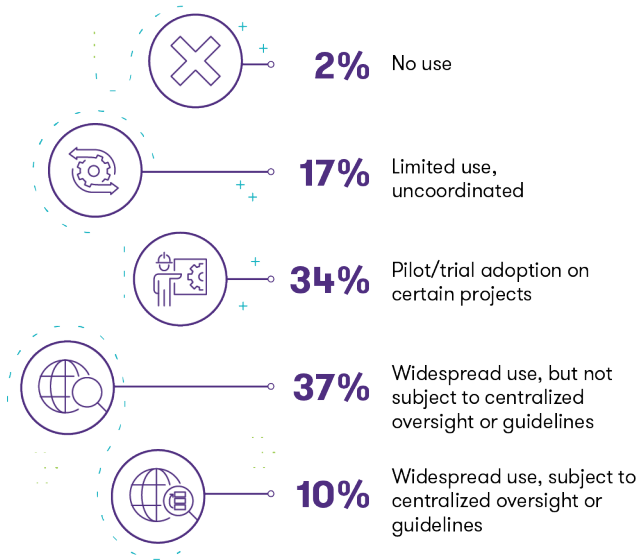 2%
No use
17%
Limited use,
uncoordinated
34%
Pilot/trial adoption on
certain projects
37%
Widespread use, but not
subject to centralized
oversight or guidelines
10%
Widespread use, subject to
centralized oversight or
guidelines